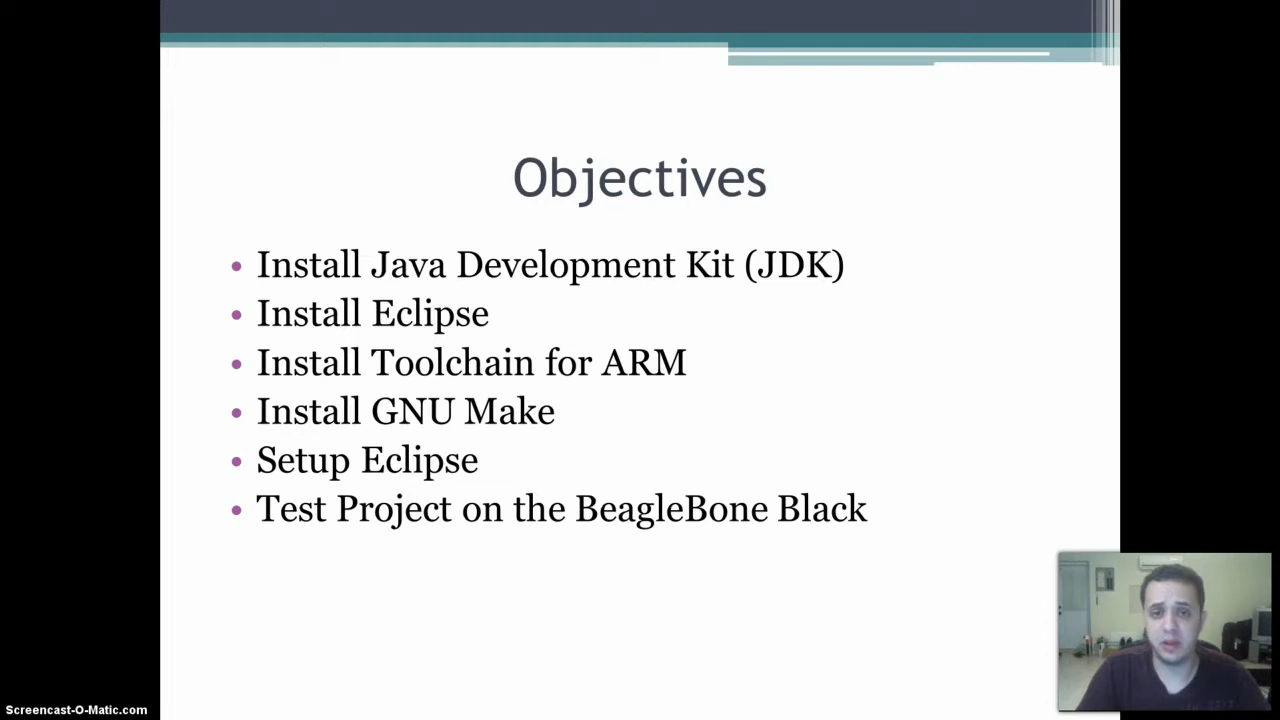 Objectives
• Install Java Development Kit (JDK)
• Install Eclipse
• Install Toolchain for ARM
• Install GNU Make
• Setup Eclipse
• Test Project on the BeagleBone Black
Screencast-O-Matic.com